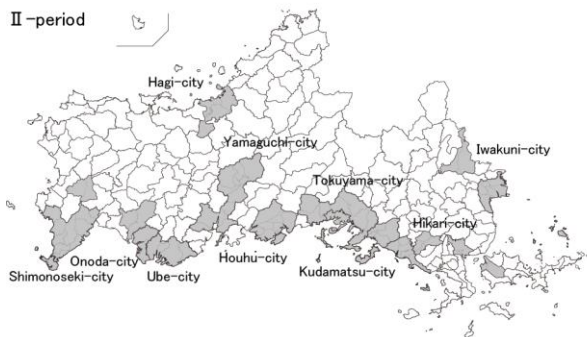 Ⅱ-period
Hagi-city
Yamaguchi-city
Iwakuni-city
Tokuyama-city
Hikari-city
Onoda-city
Houhu-city
Shimonoseki-city
Ube-city
Kudamatsu-city